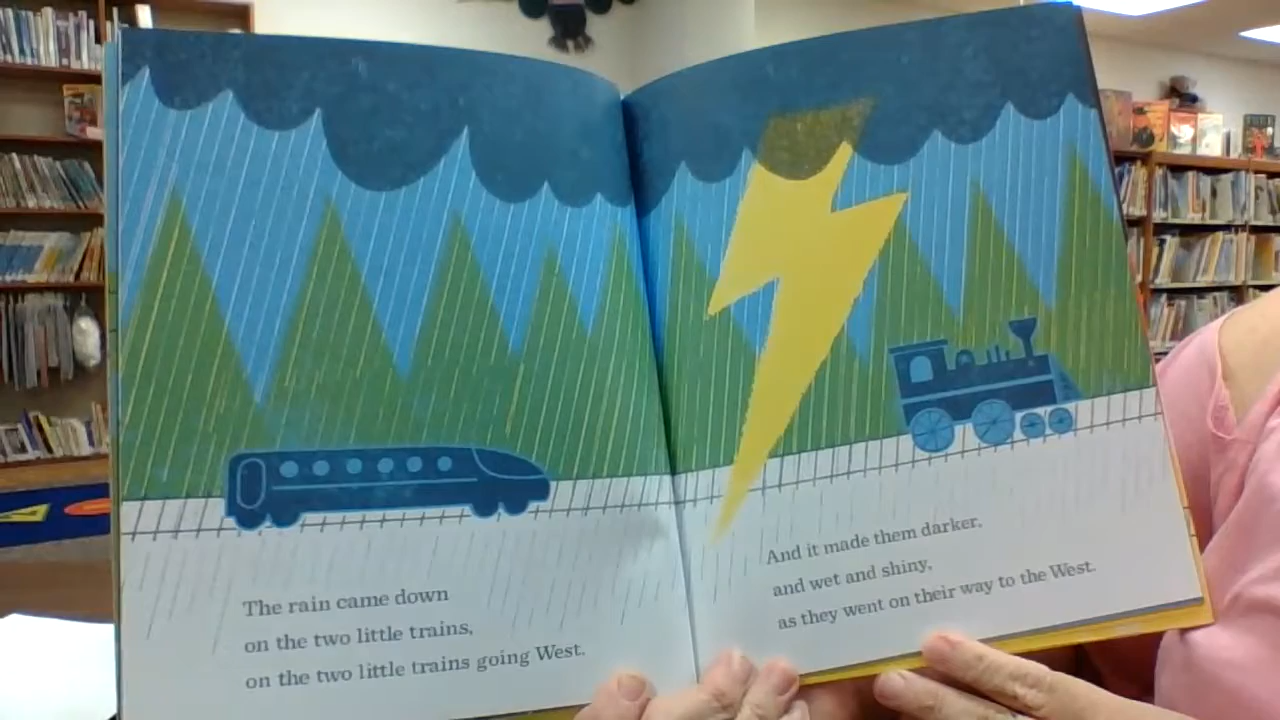 The rain came down
on the two little trains,
on the two little trains going West.
And it made them darker,
and wet and shiny,
as they went on their way to the West.